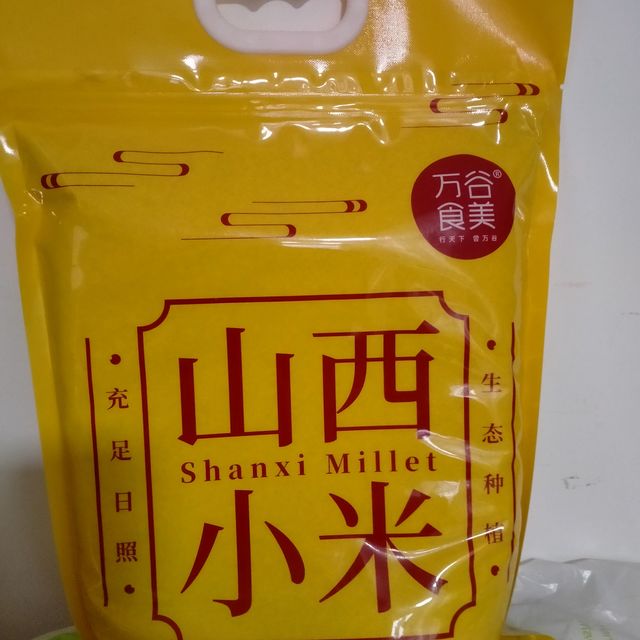 万谷®
食美
行天下 尝万谷
山西
Shanxi Millet
小米
充足日照
生态种植